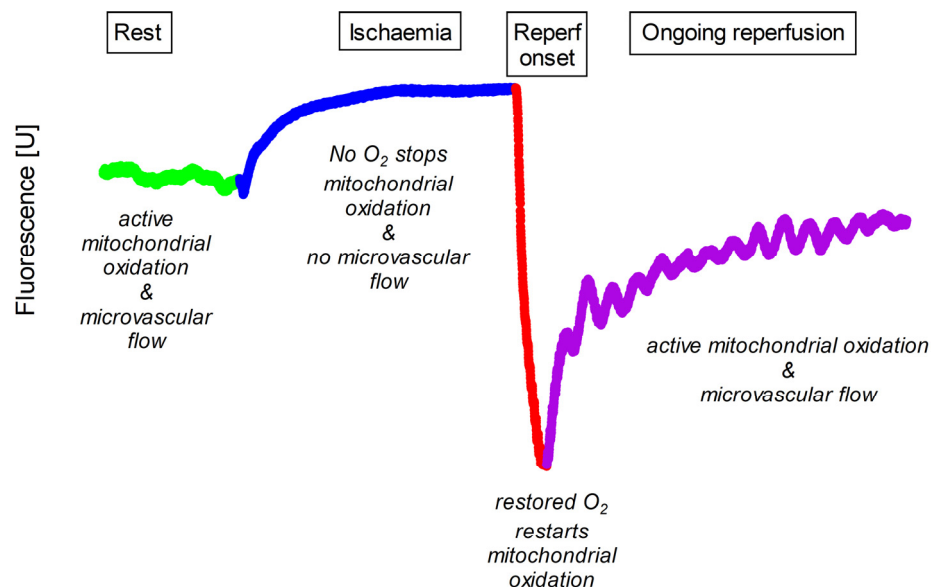 Rest
Ischaemia
Reperf
onset
Ongoing reperfusion
Fluorescence [U]
active
mitochondrial
oxidation
&
microvascular
flow
No O₂ stops
mitochondrial
oxidation
&
no microvascular
flow
restored O₂
restarts
mitochondrial
oxidation
active mitochondrial oxidation
&
microvascular flow